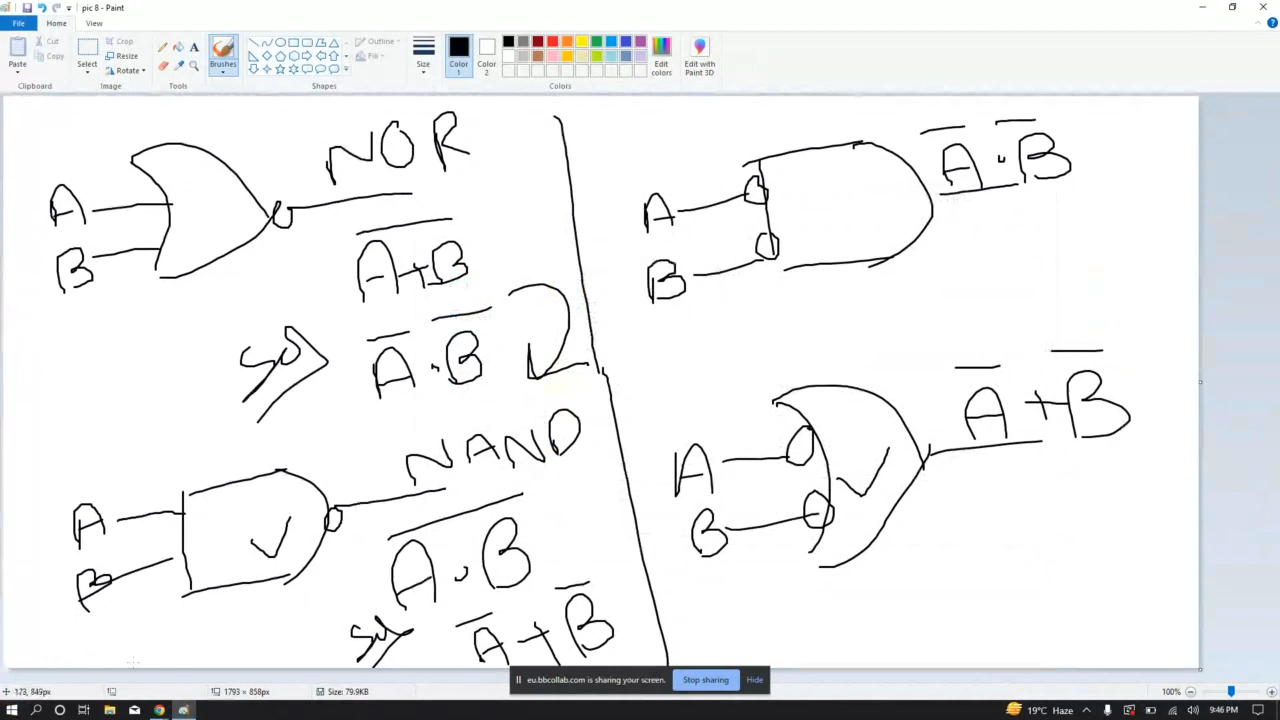 pic 8 - Paint
File
Home
View
Paste
Cut
Copy
Clipboard
Select
Crop
Resize
Rotate
Image
Tools
Brushes
Shapes
Outline
Fill
Size
Color 1
Color 2
Colors
Edit colors
Edit with Paint 3D
NOR
A
B
A+B
so
A̅ · B̅
NAND
A
B
A · B
so
A̅ + B̅
A
B
A̅ · B̅
A
B
A̅ + B̅
173, 849px
1793 × 858px
Size: 79.9KB
100%
eu.bbcollab.com is sharing your screen.
Stop sharing
Hide
19°C Haze
9:46 PM